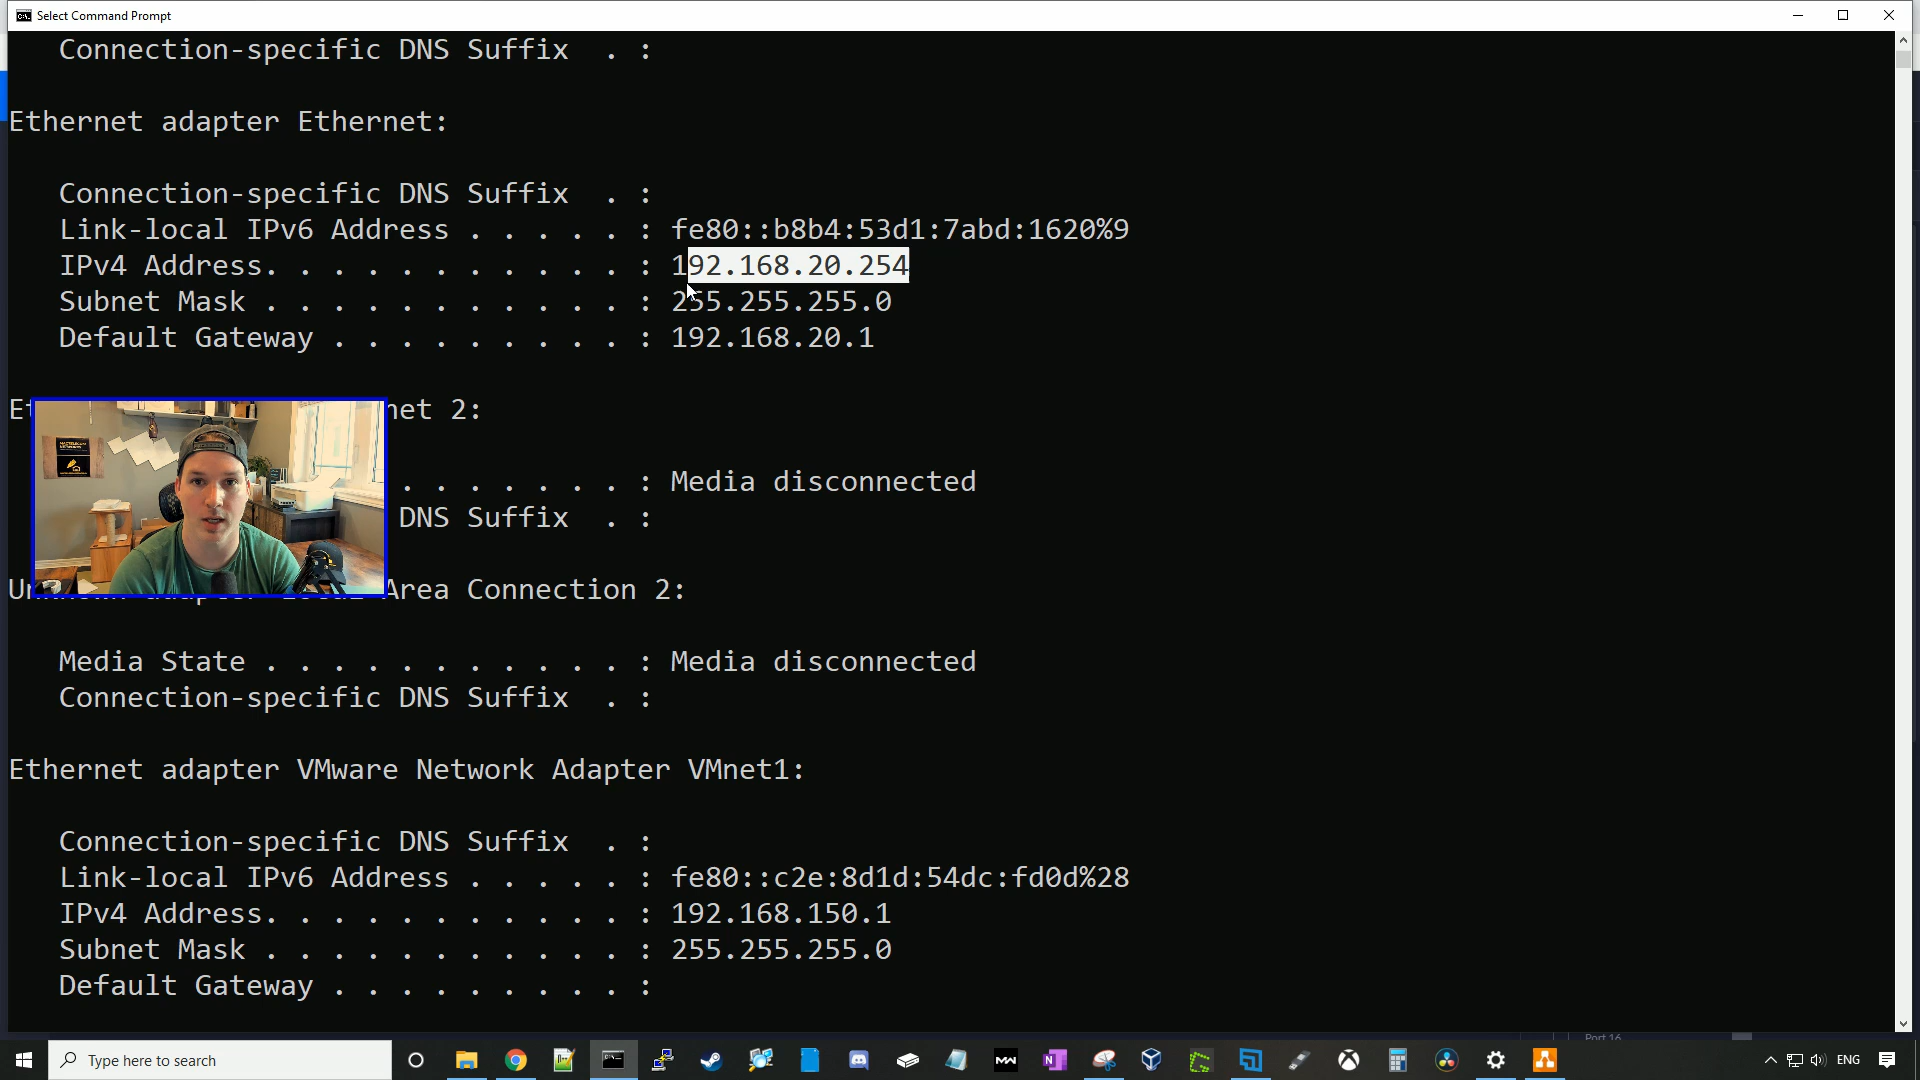 Select Command Prompt
Connection-specific DNS Suffix  . :
Ethernet adapter Ethernet:
Connection-specific DNS Suffix  . :
Link-local IPv6 Address . . . . . : fe80::b8b4:53d1:7abd:1620%9
IPv4 Address. . . . . . . . . . . : 192.168.20.254
Subnet Mask . . . . . . . . . . . : 255.255.255.0
Default Gateway . . . . . . . . . : 192.168.20.1
net 2:
. . . . . . . . : Media disconnected
DNS Suffix  . :
Area Connection 2:
Media State . . . . . . . . . . . : Media disconnected
Connection-specific DNS Suffix  . :
Ethernet adapter VMware Network Adapter VMnet1:
Connection-specific DNS Suffix  . :
Link-local IPv6 Address . . . . . : fe80::c2e:8d1d:54dc:fd0d%28
IPv4 Address. . . . . . . . . . . : 192.168.150.1
Subnet Mask . . . . . . . . . . . : 255.255.255.0
Default Gateway . . . . . . . . . :
Port 16
Type here to search
ENG